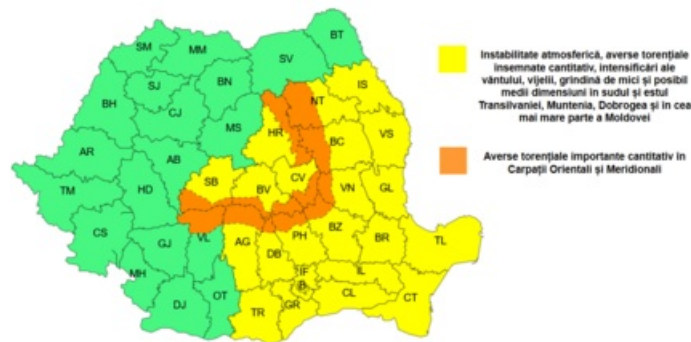 BT
SM
MM
SV
SJ
BN
BH
CJ
NT
IS
MS
HR
BC
VS
AR
AB
TM
HD
SB
BV
CV
VN
GL
CS
GJ
VL
AG
PH
BZ
BR
TL
DB
MH
IF
B
IL
DJ
OT
TR
GR
CL
CT
Instabilitate atmosferică, averse torențiale
însemnate cantitativ, intensificări ale
vântului, vijelii, grindină de mici și posibil
medii dimensiuni în sudul și estul
Transilvaniei, Muntenia, Dobrogea și în cea
mai mare parte a Moldovei
Averse torențiale importante cantitativ în
Carpații Orientali și Meridionali